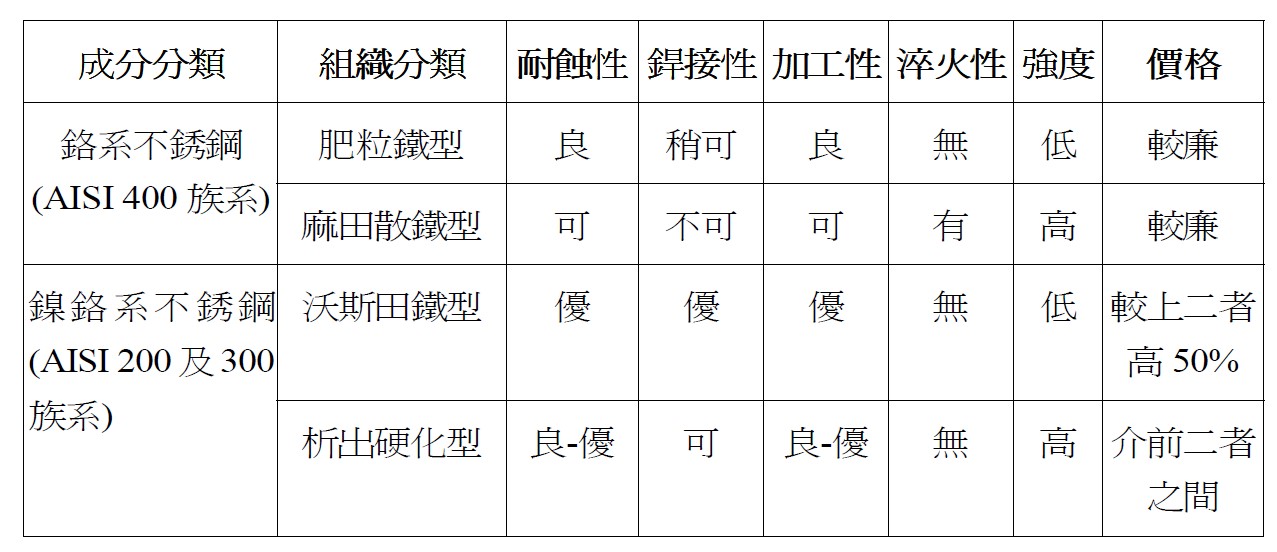 成分分類 組織分類 耐蝕性 銲接性 加工性 淬火性 強度 價格
鉻系不銹鋼
(AISI 400 族系)
肥粒鐵型 良 稍可 良 無 低 較廉
麻田散鐵型 可 不可 可 有 高 較廉
鎳鉻系不銹鋼
(AISI 200 及 300
族系)
沃斯田鐵型 優 優 優 無 低 較上二者
高 50%
析出硬化型 良-優 可 良-優 無 高 介前二者
之間